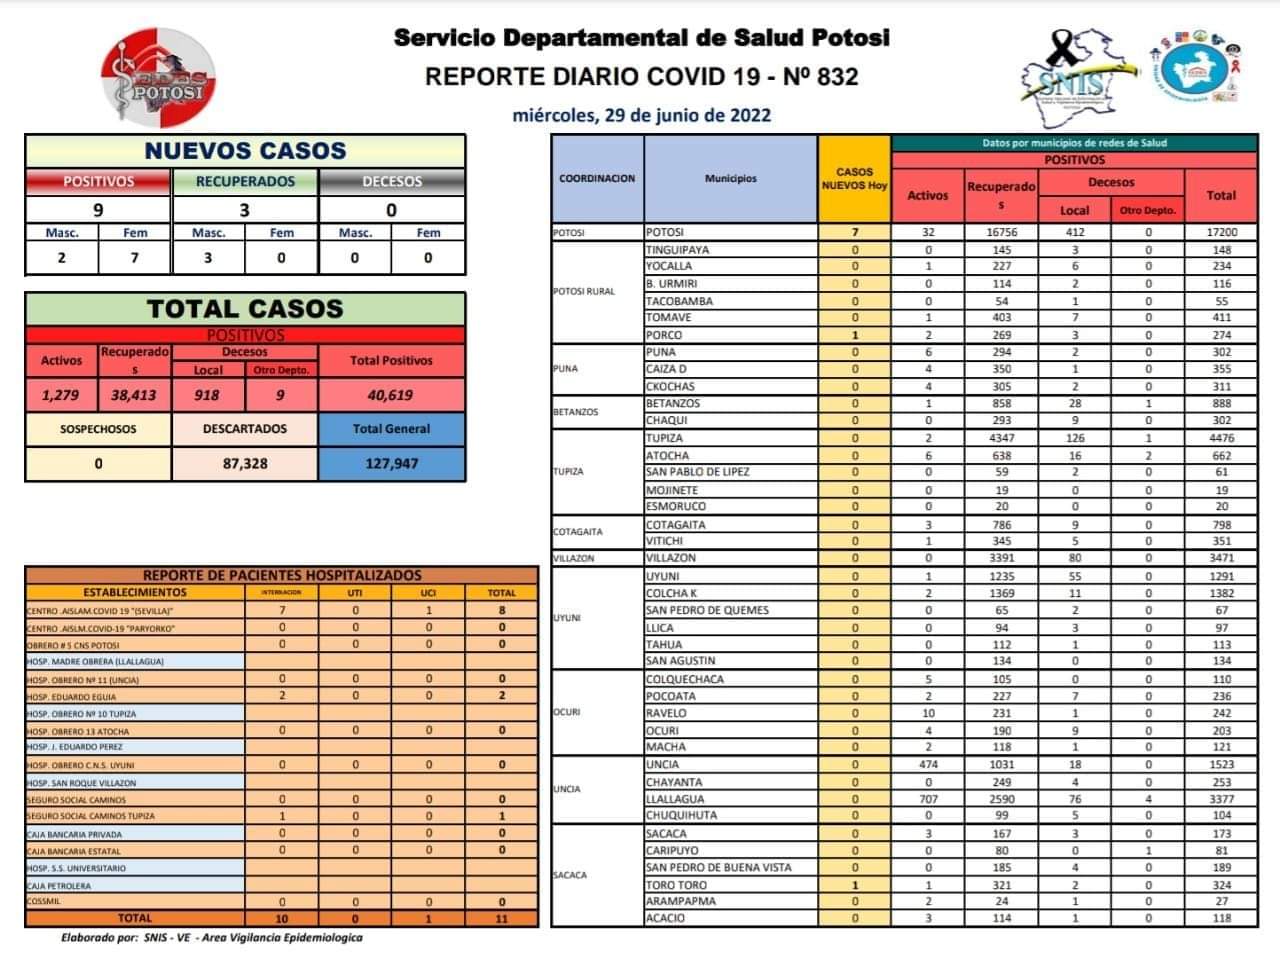 Servicio Departamental de Salud Potosi
REPORTE DIARIO COVID 19 - Nº 832
miércoles, 29 de junio de 2022
SEDES POTOSI
SNIS
NUEVOS CASOS
POSITIVOS RECUPERADOS DECESOS
9 3 0
Masc. Fem Masc. Fem Masc. Fem
2 7 3 0 0 0
TOTAL CASOS
POSITIVOS
Activos Recuperados Decesos Total Positivos
Local Otro Depto.
1,279 38,413 918 9 40,619
SOSPECHOSOS DESCARTADOS Total General
0 87,328 127,947
REPORTE DE PACIENTES HOSPITALIZADOS
ESTABLECIMIENTOS INTERNACION UTI UCI TOTAL
CENTRO .AISLAM.COVID 19 "(SEVILLA)" 7 0 1 8
CENTRO .AISLM.COVID-19 "PARYORKO" 0 0 0 0
OBRERO # 5 CNS POTOSI 0 0 0 0
HOSP. MADRE OBRERA (LLALLAGUA)
HOSP. OBRERO Nº 11 (UNCIA) 0 0 0 0
HOSP. EDUARDO EGUIA 2 0 0 2
HOSP. OBRERO Nº 10 TUPIZA
HOSP. OBRERO 13 ATOCHA 0 0 0 0
HOSP. J. EDUARDO PEREZ
HOSP. OBRERO C.N.S. UYUNI 0 0 0 0
HOSP. SAN ROQUE VILLAZON
SEGURO SOCIAL CAMINOS 0 0 0 0
SEGURO SOCIAL CAMINOS TUPIZA 1 0 0 1
CAJA BANCARIA PRIVADA 0 0 0 0
CAJA BANCARIA ESTATAL 0 0 0 0
HOSP. S.S. UNIVERSITARIO
CAJA PETROLERA
COSSMIL 0 0 0 0
TOTAL 10 0 1 11
Elaborado por: SNIS - VE - Area Vigilancia Epidemiologica
Datos por municipios de redes de Salud
POSITIVOS
COORDINACION Municipios CASOS NUEVOS Hoy Activos Recuperados Decesos Total
Local Otro Depto.
POTOSI POTOSI 7 32 16756 412 0 17200
POTOSI RURAL TINGUIPAYA 0 0 145 3 0 148
YOCALLA 0 1 227 6 0 234
B. URMIRI 0 0 114 2 0 116
TACOBAMBA 0 0 54 1 0 55
TOMAVE 0 1 403 7 0 411
PORCO 1 2 269 3 0 274
PUNA PUNA 0 6 294 2 0 302
CAIZA D 0 4 350 1 0 355
CKOCHAS 0 4 305 2 0 311
BETANZOS BETANZOS 0 1 858 28 1 888
CHAQUI 0 0 293 9 0 302
TUPIZA TUPIZA 0 2 4347 126 1 4476
ATOCHA 0 6 638 16 2 662
SAN PABLO DE LIPEZ 0 0 59 2 0 61
MOJINETE 0 0 19 0 0 19
ESMORUCO 0 0 20 0 0 20
COTAGAITA COTAGAITA 0 3 786 9 0 798
VITICHI 0 1 345 5 0 351
VILLAZON VILLAZON 0 0 3391 80 0 3471
UYUNI UYUNI 0 1 1235 55 0 1291
COLCHA K 0 2 1369 11 0 1382
SAN PEDRO DE QUEMES 0 0 65 2 0 67
LLICA 0 0 94 3 0 97
TAHUA 0 0 112 1 0 113
SAN AGUSTIN 0 0 134 0 0 134
OCURI COLQUECHACA 0 5 105 0 0 110
POCOATA 0 2 227 7 0 236
RAVELO 0 10 231 1 0 242
OCURI 0 4 190 9 0 203
MACHA 0 2 118 1 0 121
UNCIA UNCIA 0 474 1031 18 0 1523
CHAYANTA 0 0 249 4 0 253
LLALLAGUA 0 707 2590 76 4 3377
CHUQUIHUTA 0 0 99 5 0 104
SACACA SACACA 0 3 167 3 0 173
CARIPUYO 0 0 80 0 1 81
SAN PEDRO DE BUENA VISTA 0 0 185 4 0 189
TORO TORO 1 1 321 2 0 324
ARAMPAPMA 0 2 24 1 0 27
ACACIO 0 3 114 1 0 118